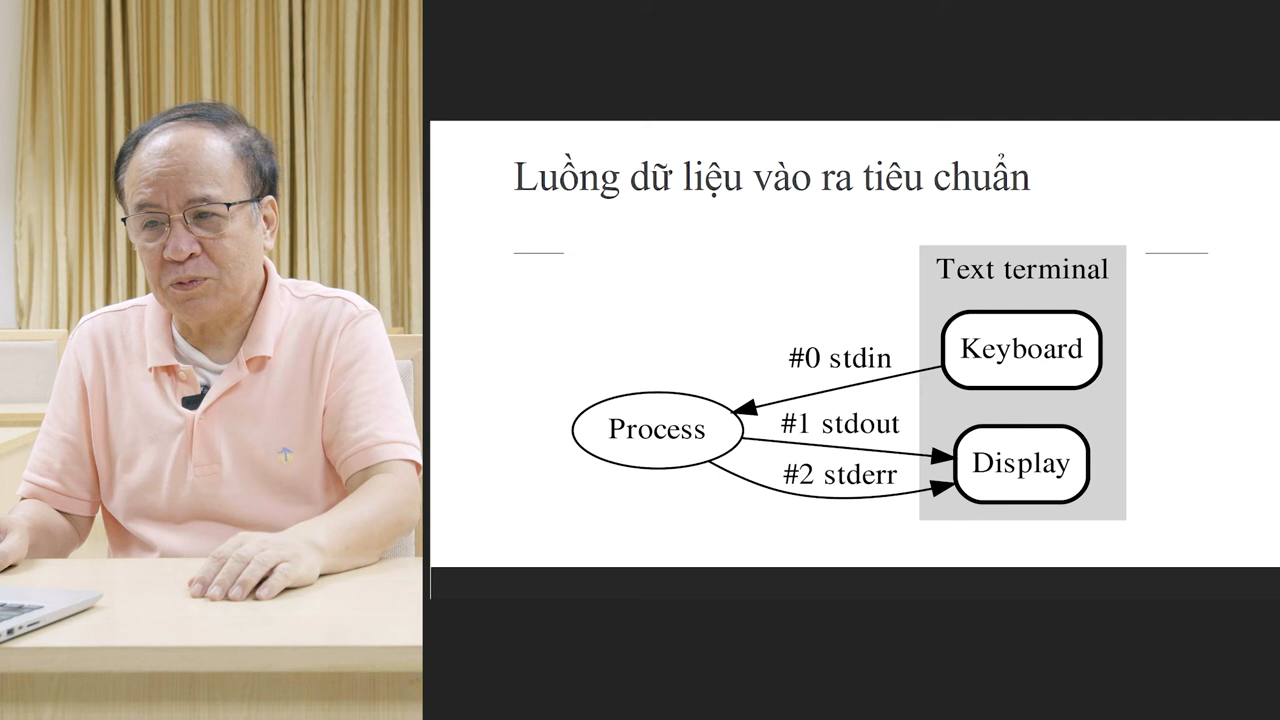 Luồng dữ liệu vào ra tiêu chuẩn
Text terminal
Keyboard
#0 stdin
Process
#1 stdout
Display
#2 stderr